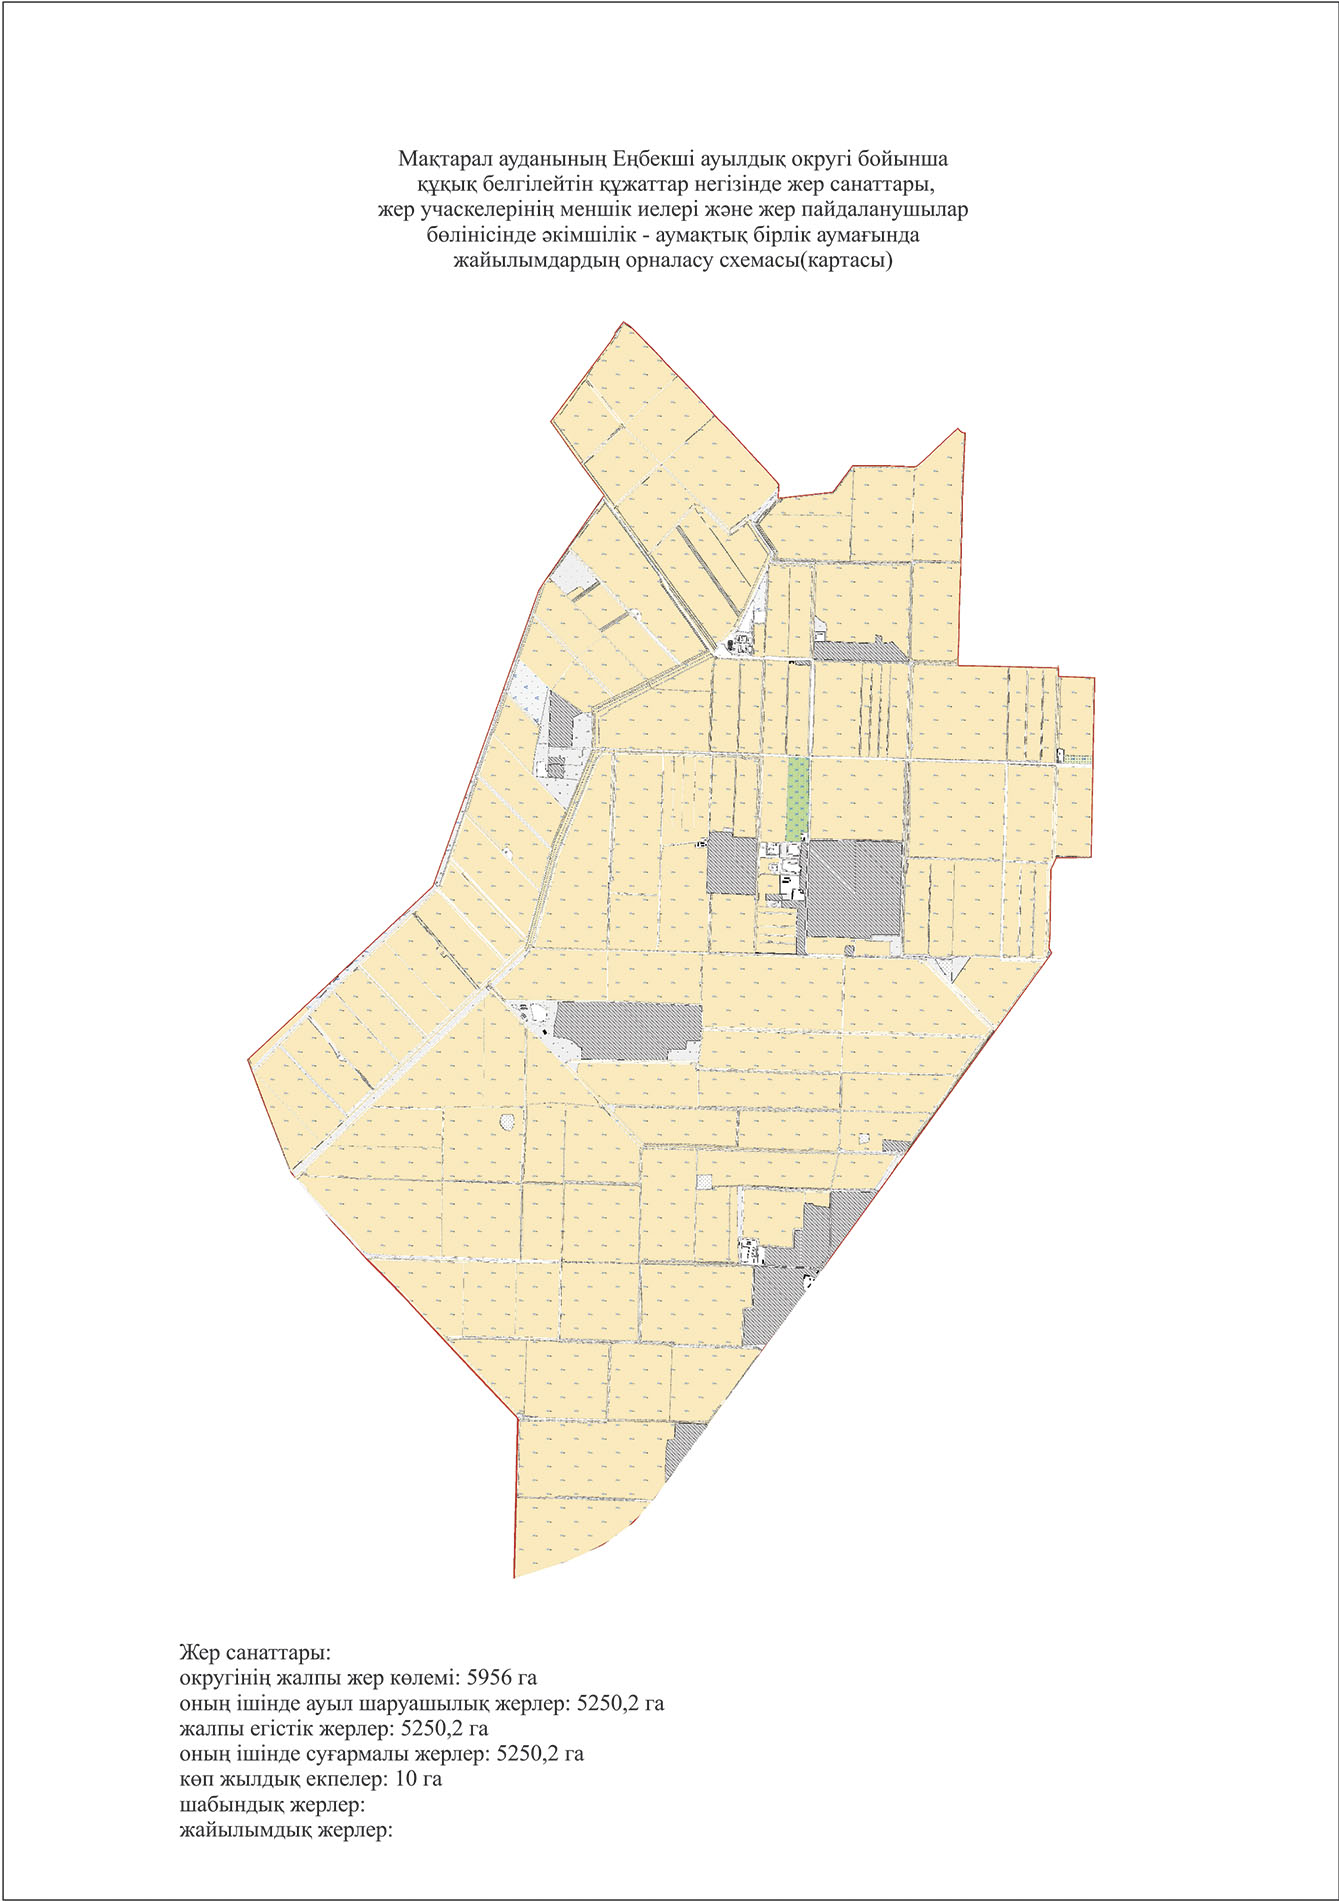 Мақтарал ауданының Еңбекші ауылдық округі бойынша
құқық белгілейтін құжаттар негізінде жер санаттары,
жер учаскелерінің меншік иелері және жер пайдаланушылар
бөлінісінде әкімшілік - аумақтық бірлік аумағында
жайылымдардың орналасу схемасы(картасы)
Жер санаттары:
округінің жалпы жер көлемі: 5956 га
оның ішінде ауыл шаруашылық жерлер: 5250,2 га
жалпы егістік жерлер: 5250,2 га
оның ішінде суғармалы жерлер: 5250,2 га
көп жылдық екпелер: 10 га
шабындық жерлер:
жайылымдық жерлер: